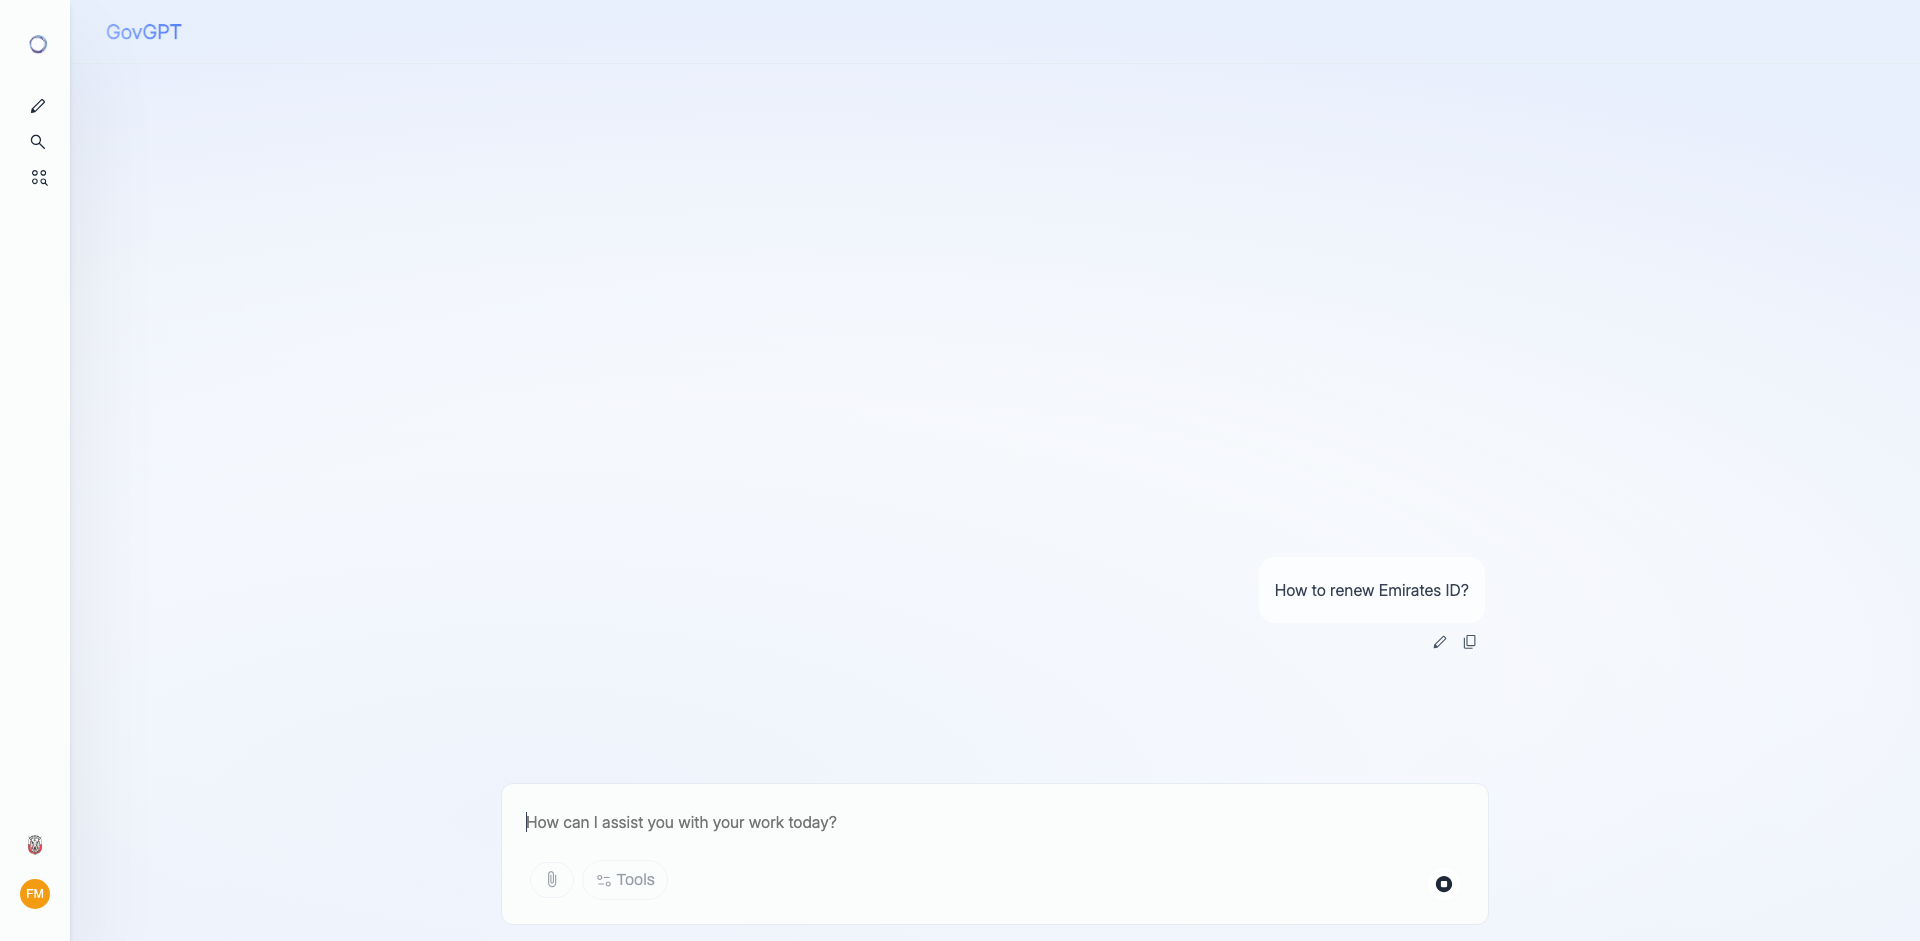 GovGPT
How to renew Emirates ID?
How can I assist you with your work today?
Tools
FM